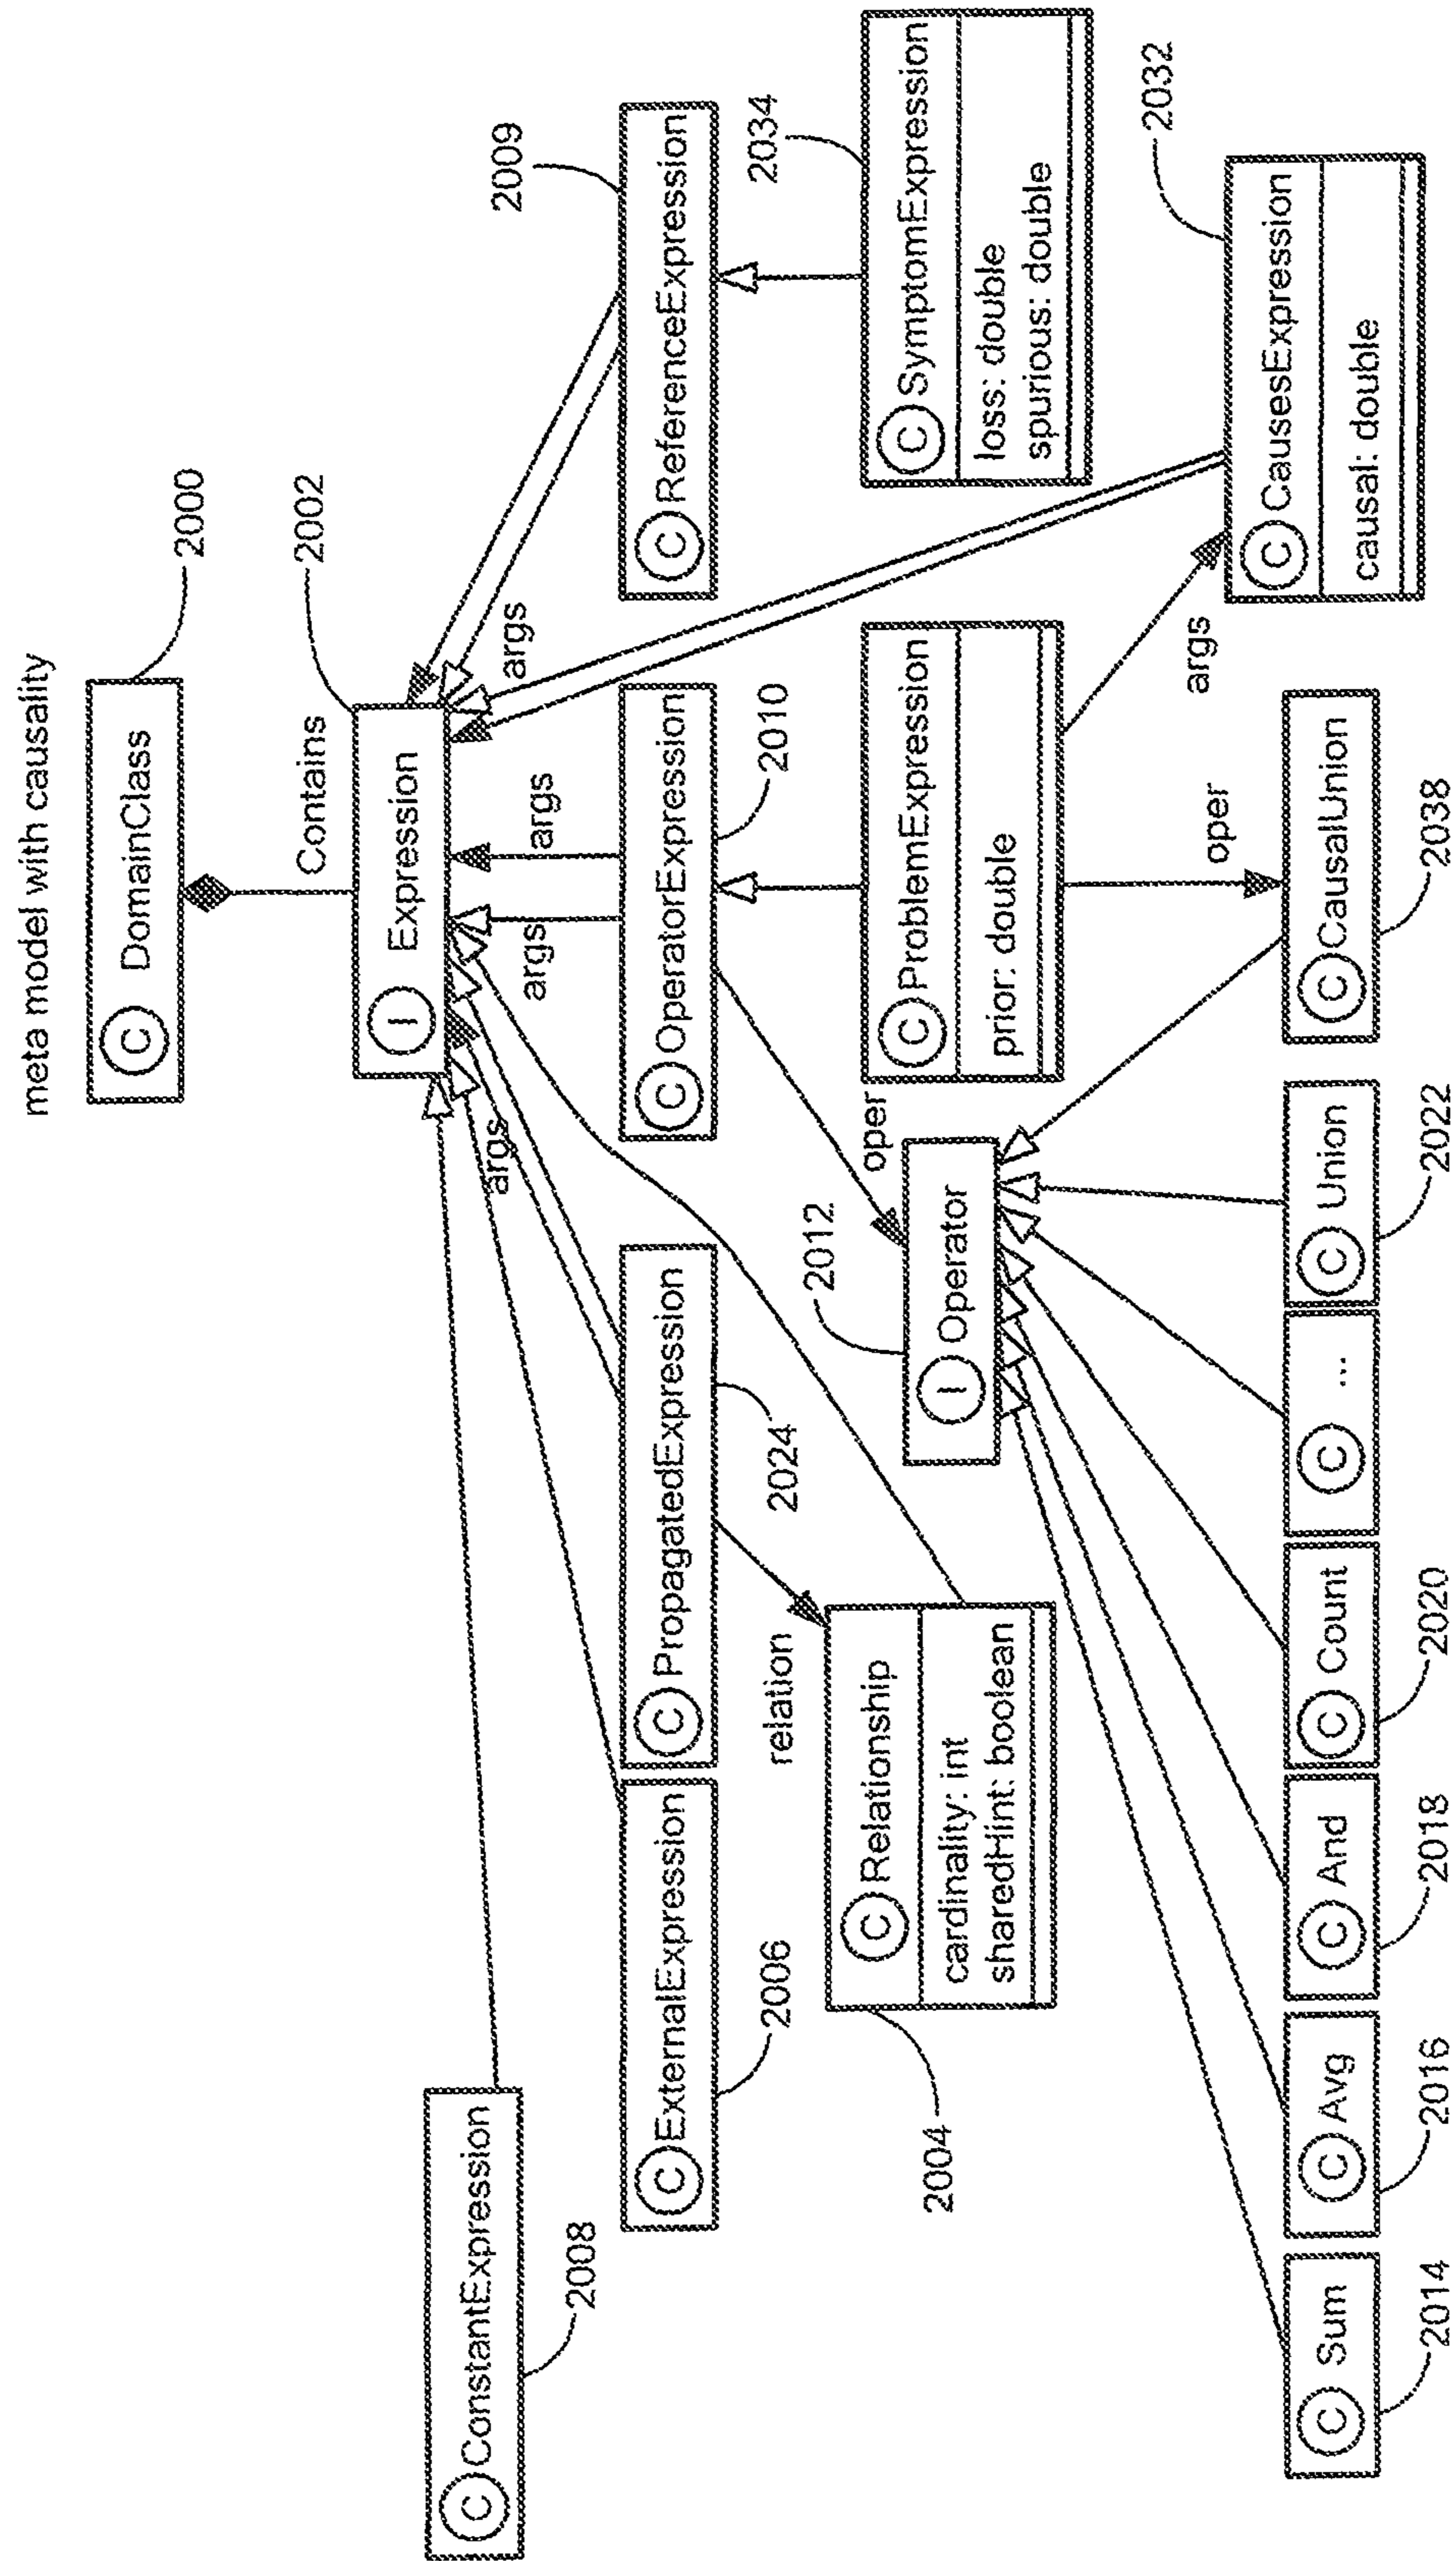 meta model with causality
C DomainClass
2000
Contains
2002
I Expression
args
args
args
args
C ConstantExpression
2008
C ExternalExpression
2006
C PropagatedExpression
2024
C OperatorExpression
2010
C ReferenceExpression
2009
relation
C Relationship
cardinality: int
sharedHint: boolean
2004
2012
I Operator
oper
C ProblemExpression
prior: double
C SymptomExpression
loss: double
spurious: double
2034
oper
args
C CausesExpression
causal: double
2032
C Sum
2014
C Avg
2016
C And
2018
C Count
2020
C ...
C Union
2022
C CausalUnion
2038